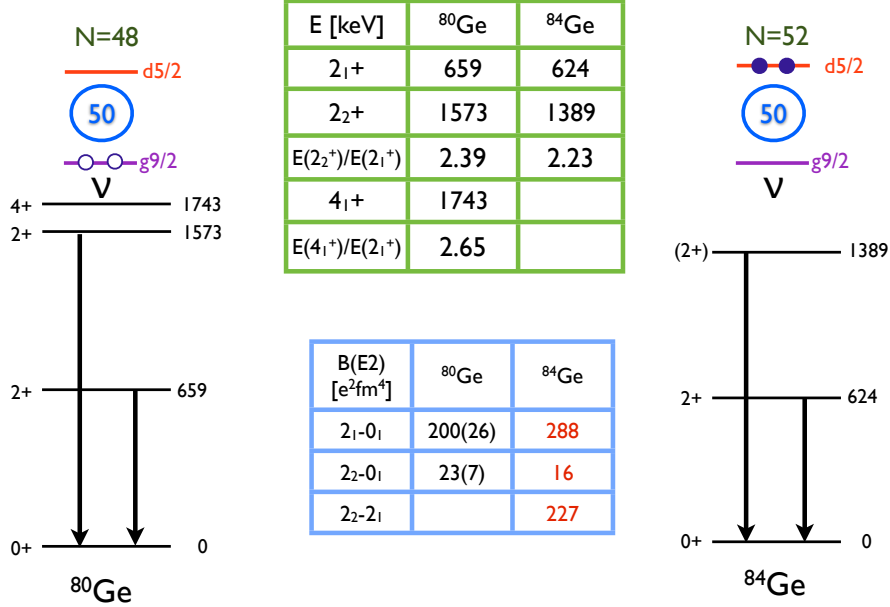 N=48
d5/2
50
g9/2
ν
4+ 1743
2+ 1573
2+ 659
0+ 0
⁸⁰Ge
E [keV] ⁸⁰Ge ⁸⁴Ge
2₁+ 659 624
2₂+ 1573 1389
E(2₂⁺)/E(2₁⁺) 2.39 2.23
4₁+ 1743
E(4₁⁺)/E(2₁⁺) 2.65
B(E2)
[e²fm⁴] ⁸⁰Ge ⁸⁴Ge
2₁-0₁ 200(26) 288
2₂-0₁ 23(7) 16
2₂-2₁ 227
N=52
d5/2
50
g9/2
ν
(2+) 1389
2+ 624
0+ 0
⁸⁴Ge